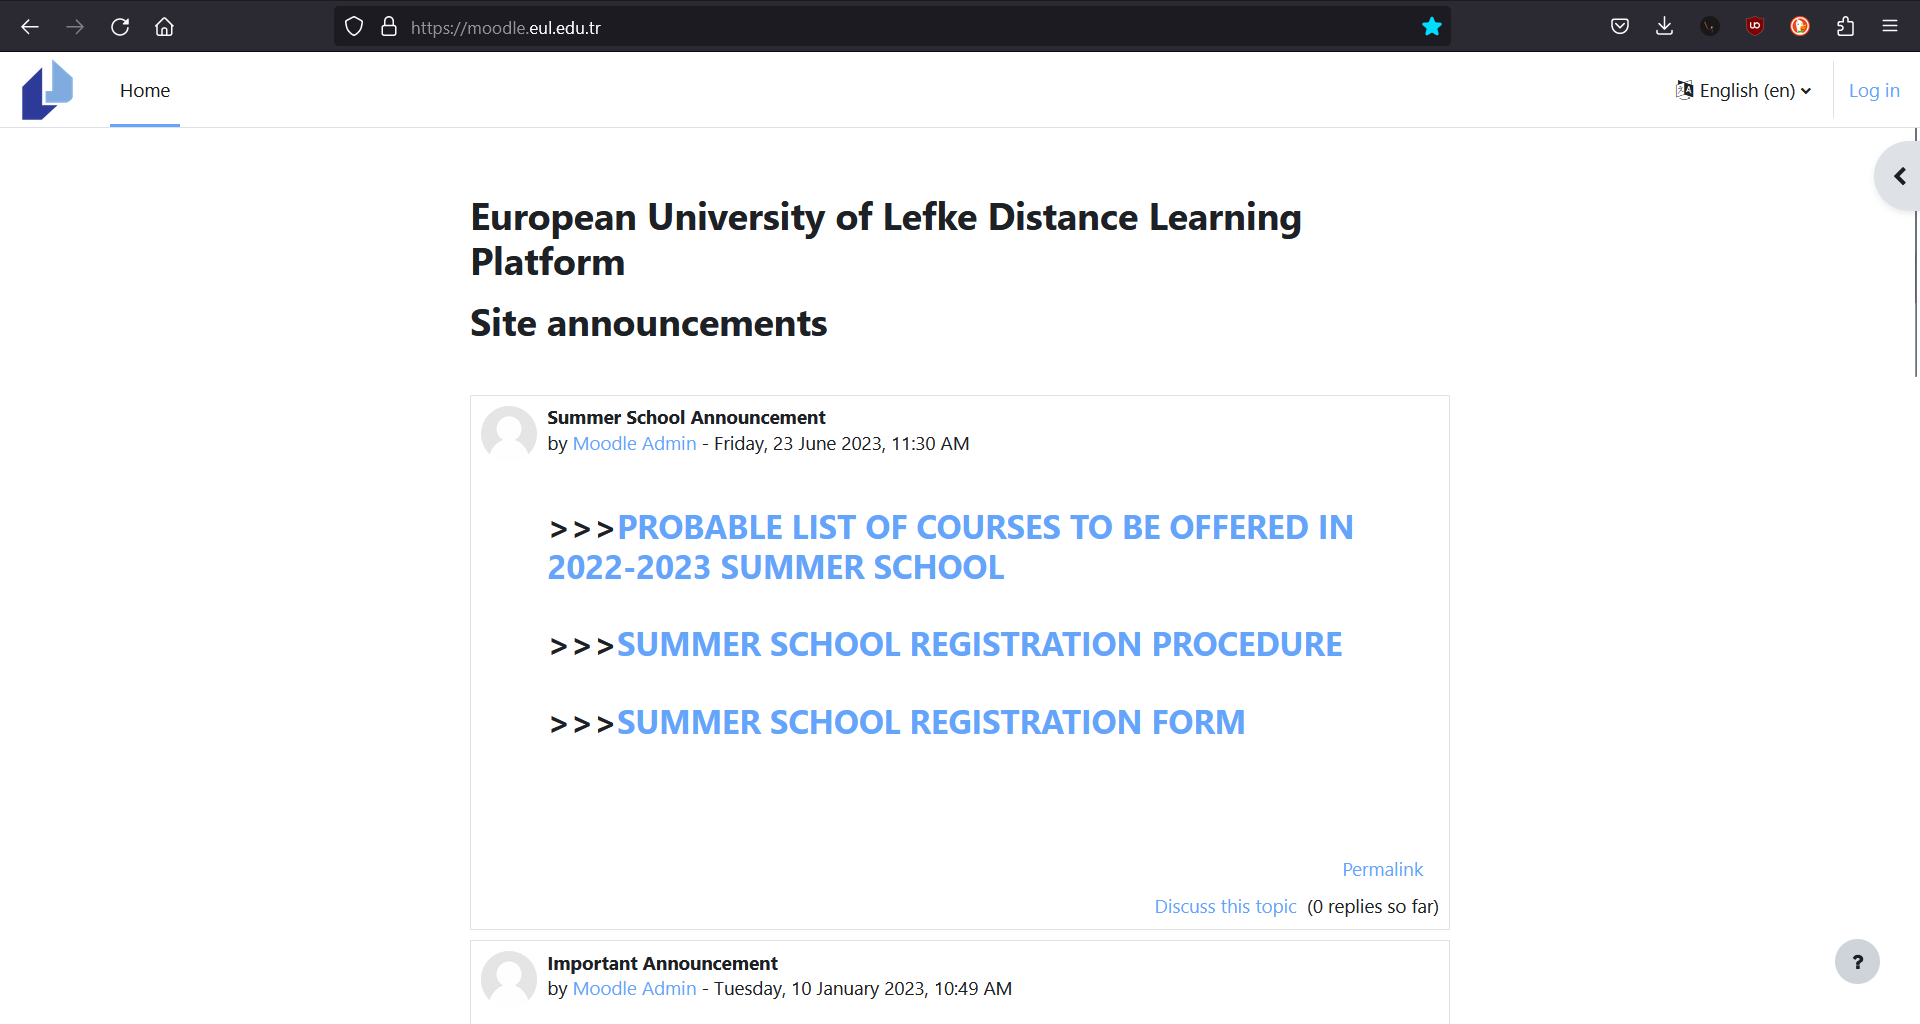 https://moodle.eul.edu.tr
Home
English (en)
Log in
European University of Lefke Distance Learning
Platform
Site announcements
Summer School Announcement
by Moodle Admin - Friday, 23 June 2023, 11:30 AM
>>>PROBABLE LIST OF COURSES TO BE OFFERED IN
2022-2023 SUMMER SCHOOL
>>>SUMMER SCHOOL REGISTRATION PROCEDURE
>>>SUMMER SCHOOL REGISTRATION FORM
Permalink
Discuss this topic (0 replies so far)
Important Announcement
by Moodle Admin - Tuesday, 10 January 2023, 10:49 AM
?